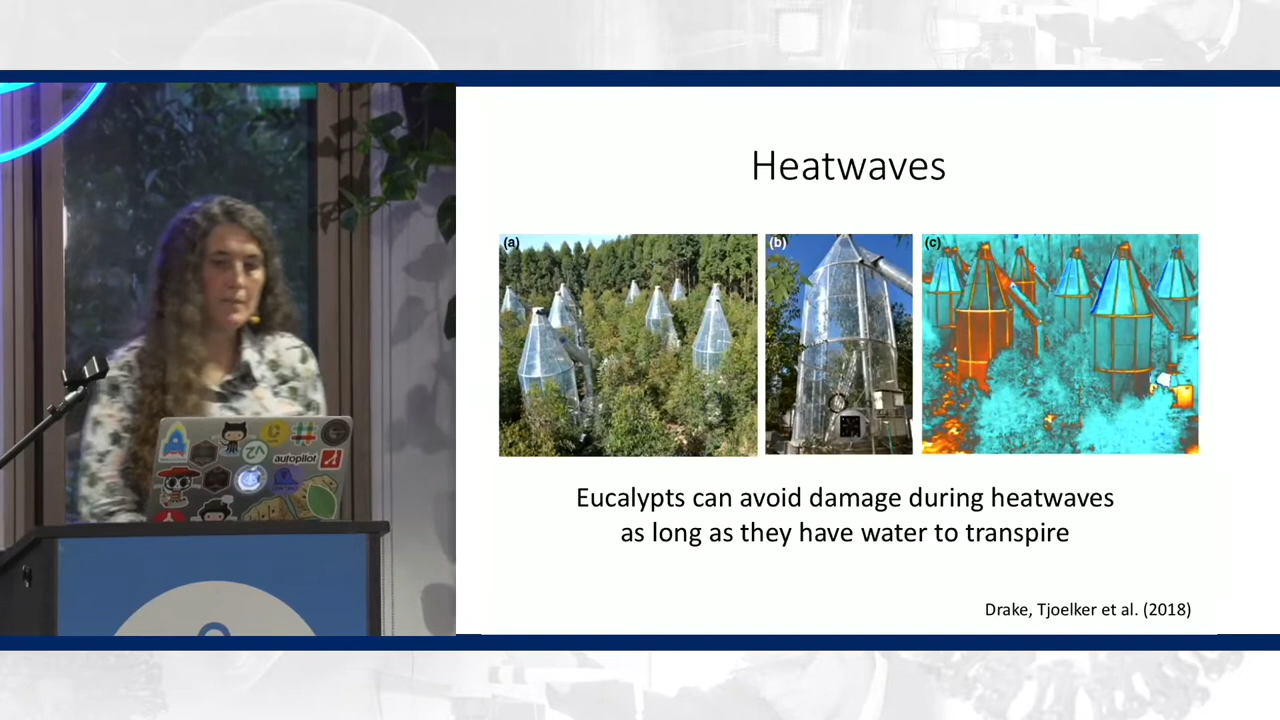 Heatwaves
(a)
(b)
(c)
Eucalypts can avoid damage during heatwaves
as long as they have water to transpire
Drake, Tjoelker et al. (2018)
autopilot